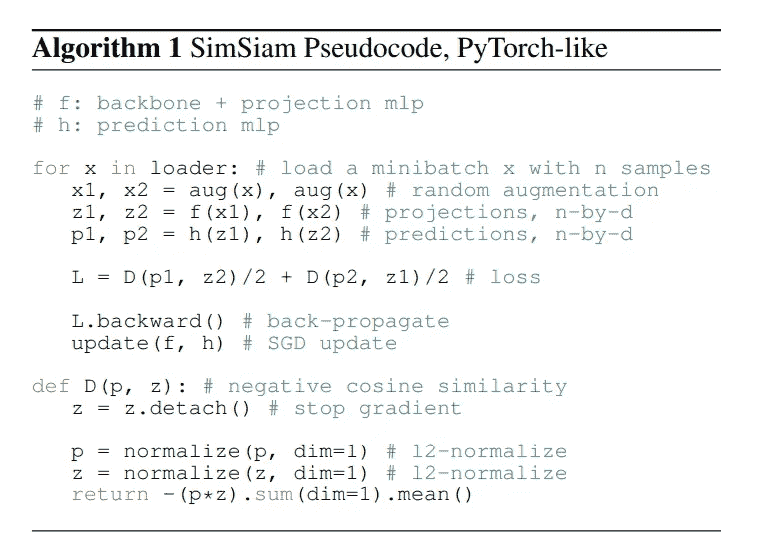 Algorithm 1 SimSiam Pseudocode, PyTorch-like
# f: backbone + projection mlp
# h: prediction mlp
for x in loader: # load a minibatch x with n samples
x1, x2 = aug(x), aug(x) # random augmentation
z1, z2 = f(x1), f(x2) # projections, n-by-d
p1, p2 = h(z1), h(z2) # predictions, n-by-d
L = D(p1, z2)/2 + D(p2, z1)/2 # loss
L.backward() # back-propagate
update(f, h) # SGD update
def D(p, z): # negative cosine similarity
z = z.detach() # stop gradient
p = normalize(p, dim=1) # l2-normalize
z = normalize(z, dim=1) # l2-normalize
return -(p*z).sum(dim=1).mean()